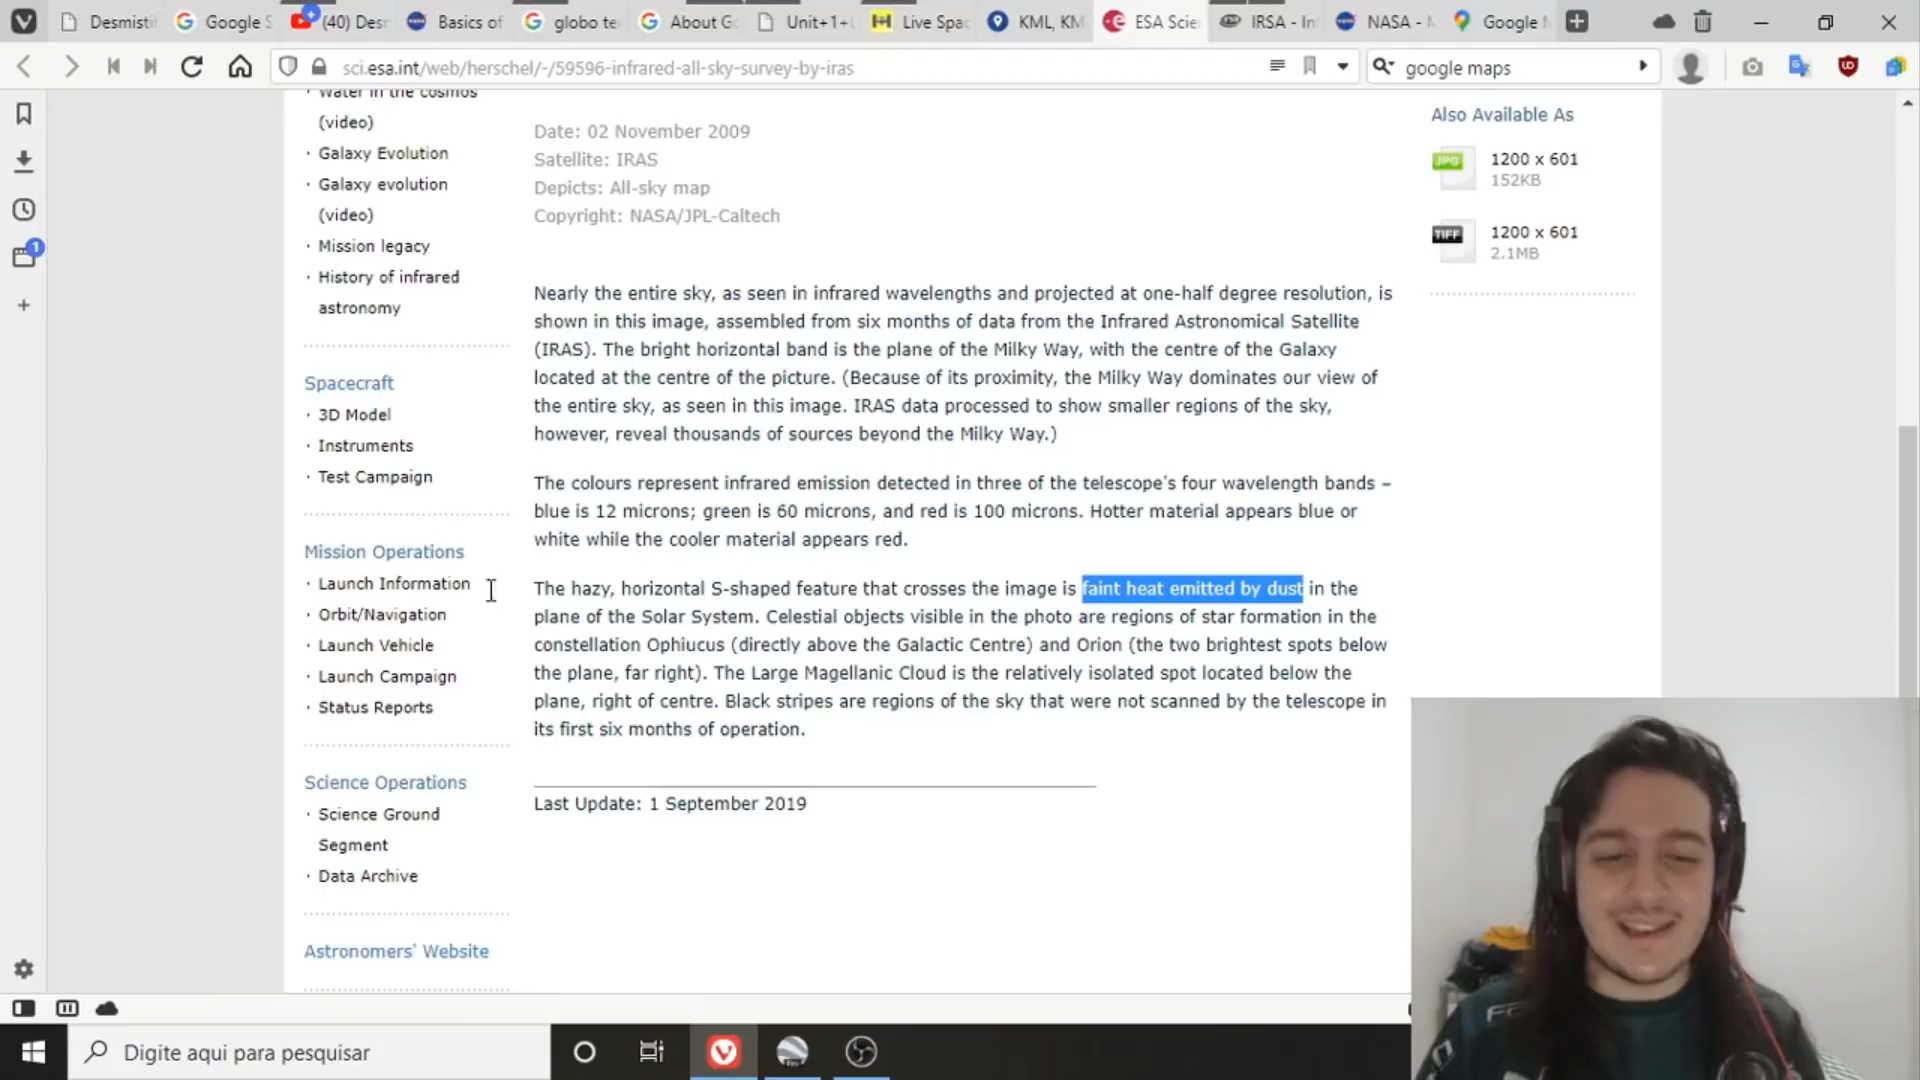 Desmisti
Google S
(40) Des
Basics of
globo te
About Go
Unit+1+
Live Spac
KML, KM
ESA Scie
IRSA - In
NASA - N
Google M
sci.esa.int/web/herschel/-/59596-infrared-all-sky-survey-by-iras
google maps
1
Water in the cosmos
(video)
Galaxy Evolution
Galaxy evolution
(video)
Mission legacy
History of infrared
astronomy
Spacecraft
3D Model
Instruments
Test Campaign
Mission Operations
Launch Information
Orbit/Navigation
Launch Vehicle
Launch Campaign
Status Reports
Science Operations
Science Ground
Segment
Data Archive
Astronomers' Website
Date: 02 November 2009
Satellite: IRAS
Depicts: All-sky map
Copyright: NASA/JPL-Caltech
Nearly the entire sky, as seen in infrared wavelengths and projected at one-half degree resolution, is
shown in this image, assembled from six months of data from the Infrared Astronomical Satellite
(IRAS). The bright horizontal band is the plane of the Milky Way, with the centre of the Galaxy
located at the centre of the picture. (Because of its proximity, the Milky Way dominates our view of
the entire sky, as seen in this image. IRAS data processed to show smaller regions of the sky,
however, reveal thousands of sources beyond the Milky Way.)
The colours represent infrared emission detected in three of the telescope's four wavelength bands –
blue is 12 microns; green is 60 microns, and red is 100 microns. Hotter material appears blue or
white while the cooler material appears red.
The hazy, horizontal S-shaped feature that crosses the image is faint heat emitted by dust in the
plane of the Solar System. Celestial objects visible in the photo are regions of star formation in the
constellation Ophiucus (directly above the Galactic Centre) and Orion (the two brightest spots below
the plane, far right). The Large Magellanic Cloud is the relatively isolated spot located below the
plane, right of centre. Black stripes are regions of the sky that were not scanned by the telescope in
its first six months of operation.
Last Update: 1 September 2019
Also Available As
JPG
1200 x 601
152KB
TIFF
1200 x 601
2.1MB
Digite aqui para pesquisar